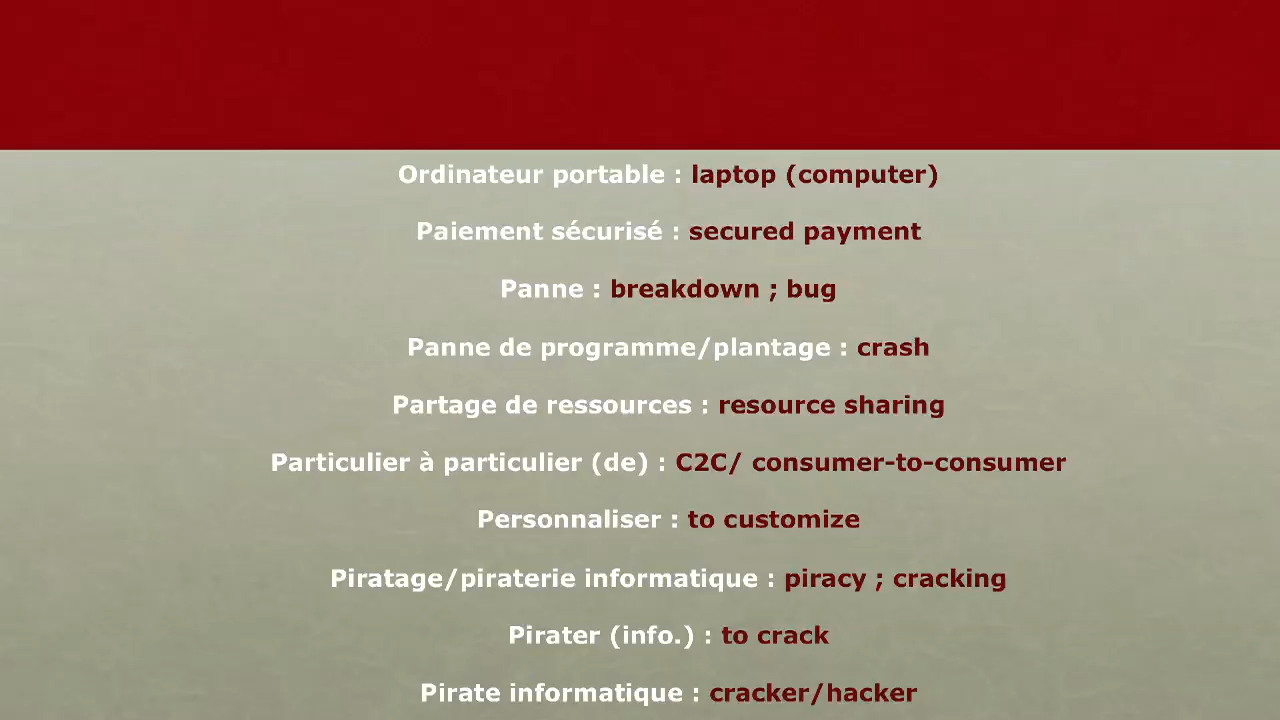 Ordinateur portable : laptop (computer)
Paiement sécurisé : secured payment
Panne : breakdown ; bug
Panne de programme/plantage : crash
Partage de ressources : resource sharing
Particulier à particulier (de) : C2C/ consumer-to-consumer
Personnaliser : to customize
Piratage/piraterie informatique : piracy ; cracking
Pirater (info.) : to crack
Pirate informatique : cracker/hacker